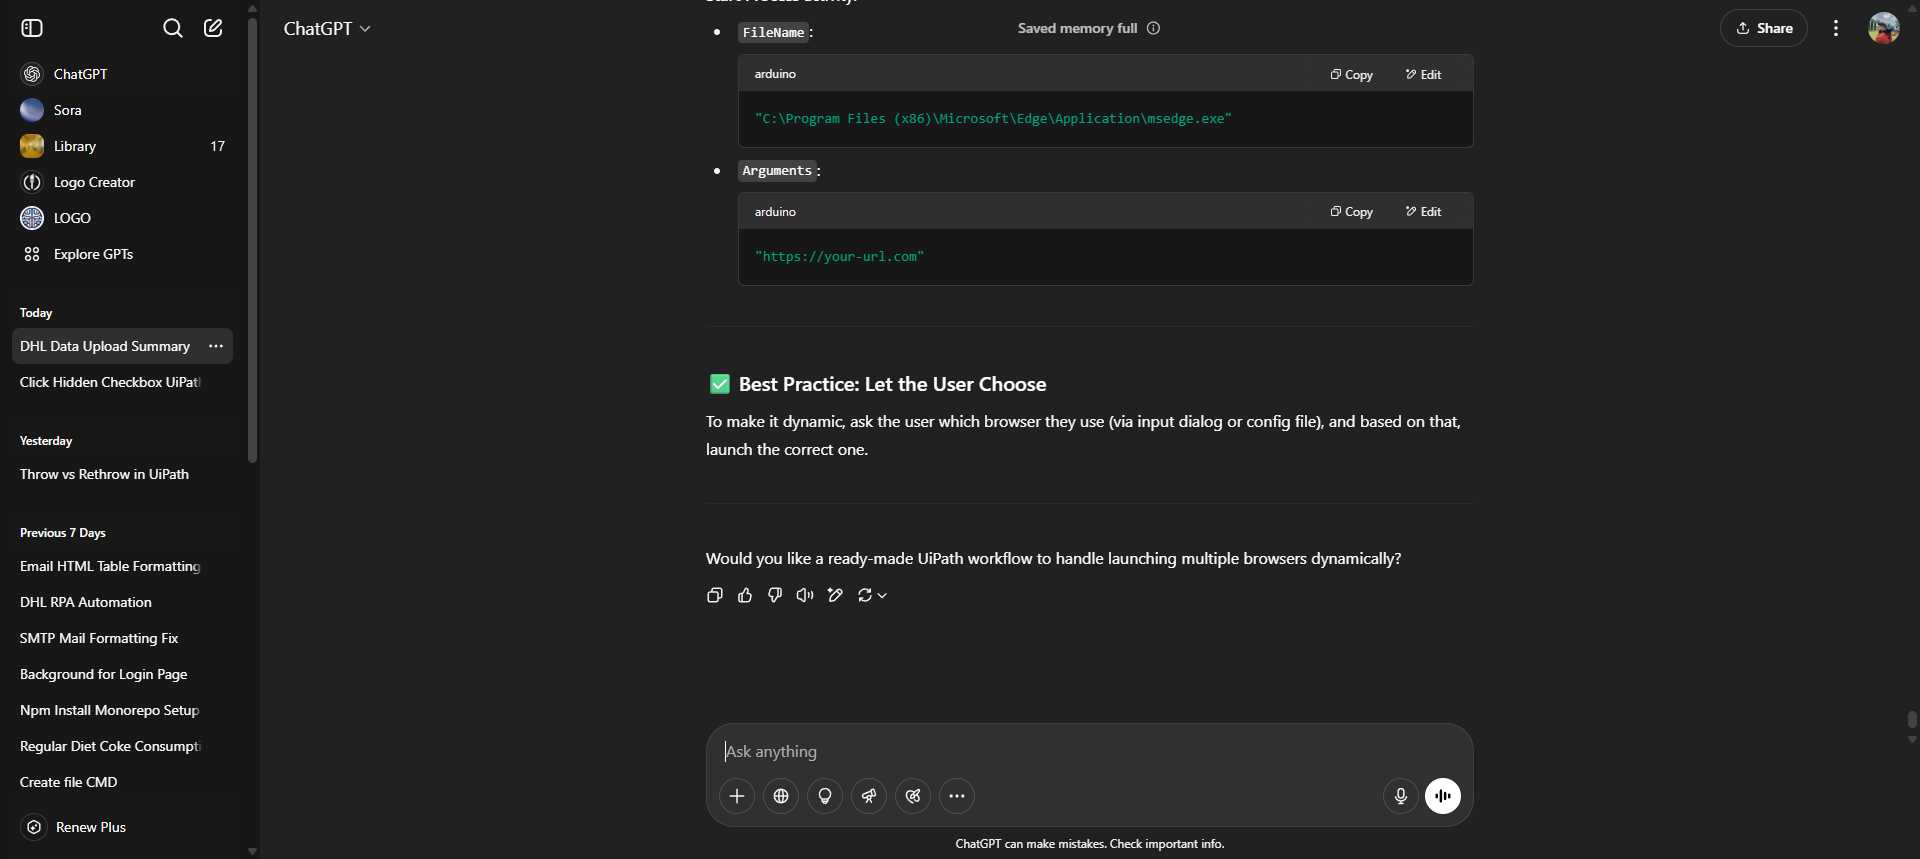 ChatGPT
Sora
Library 17
Logo Creator
LOGO
Explore GPTs
Today
DHL Data Upload Summary
Click Hidden Checkbox UiPath
Yesterday
Throw vs Rethrow in UiPath
Previous 7 Days
Email HTML Table Formatting
DHL RPA Automation
SMTP Mail Formatting Fix
Background for Login Page
Npm Install Monorepo Setup
Regular Diet Coke Consumpti
Create file CMD
Renew Plus
ChatGPT
Saved memory full
Share
FileName:
arduino Copy Edit
"C:\Program Files (x86)\Microsoft\Edge\Application\msedge.exe"
Arguments:
arduino Copy Edit
"https://your-url.com"
✅ Best Practice: Let the User Choose
To make it dynamic, ask the user which browser they use (via input dialog or config file), and based on that,
launch the correct one.
Would you like a ready-made UiPath workflow to handle launching multiple browsers dynamically?
Ask anything
ChatGPT can make mistakes. Check important info.